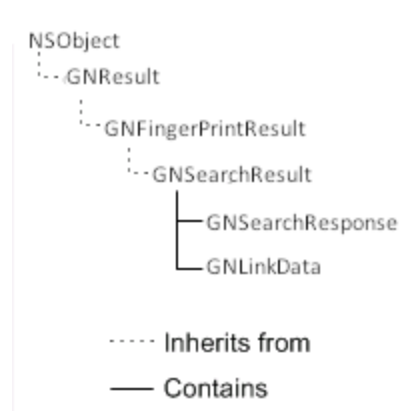 NSObject
GNResult
GNFingerPrintResult
GNSearchResult
GNSearchResponse
GNLinkData
Inherits from
Contains